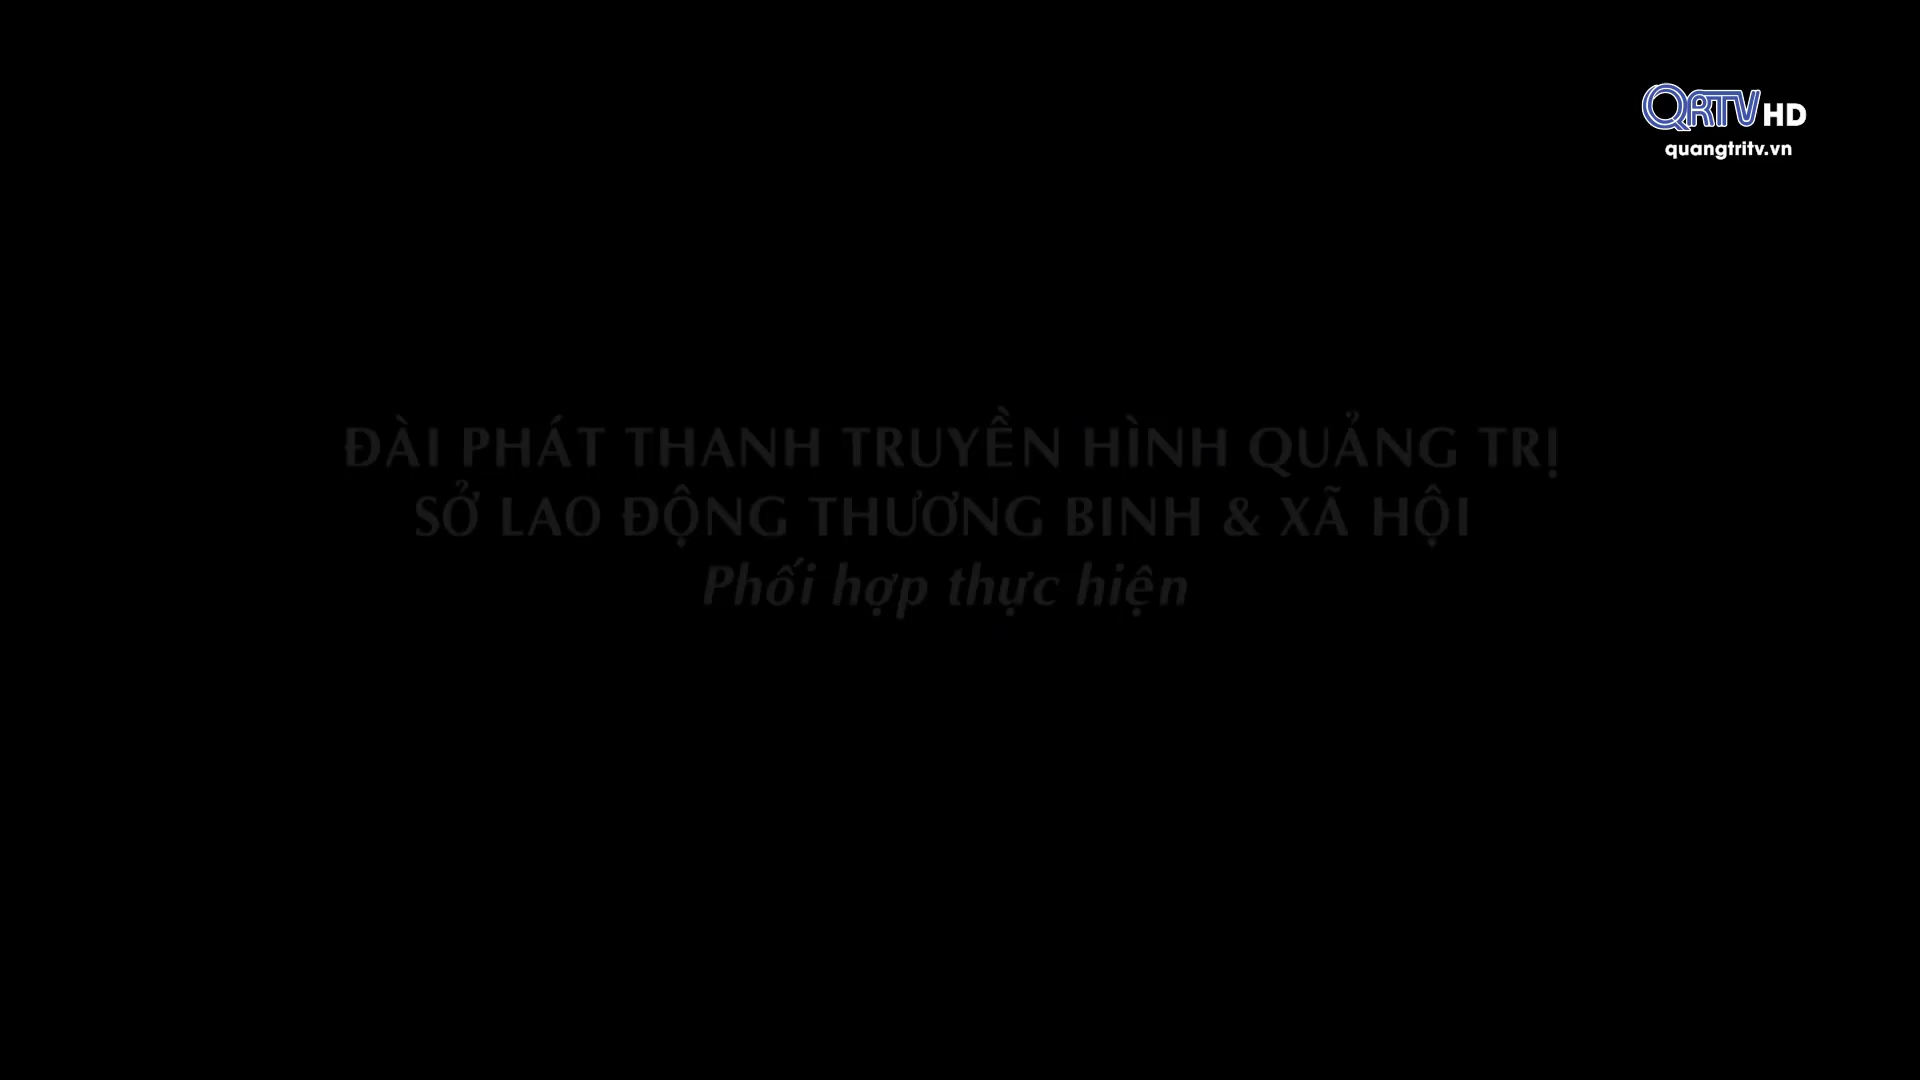 QRTV HD
quangtritv.vn
ĐÀI PHÁT THANH TRUYỀN HÌNH QUẢNG TRỊ
SỞ LAO ĐỘNG THƯƠNG BINH & XÃ HỘI
Phối hợp thực hiện